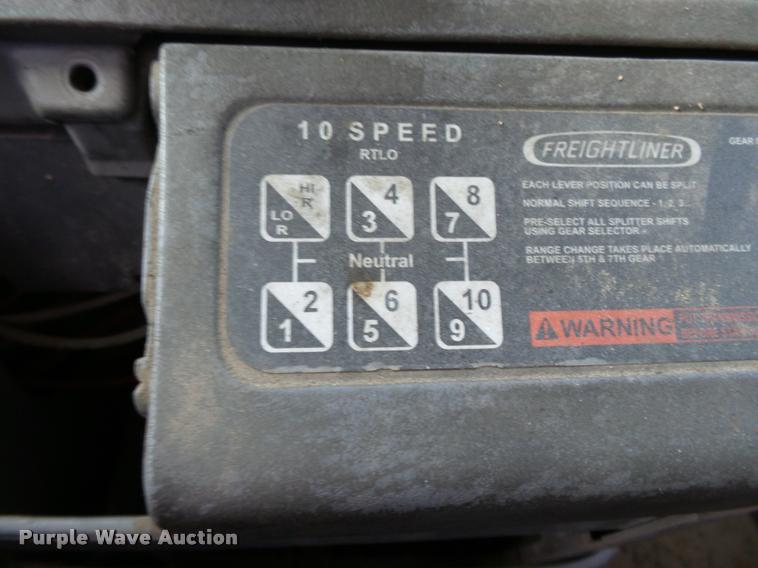 10 SPEED
RTLO
HI R
LO R
4
3
8
7
Neutral
2
1
6
5
10
9
FREIGHTLINER
GEAR
EACH LEVER POSITION CAN BE SPLIT
NORMAL SHIFT SEQUENCE - 1, 2, 3...
PRE-SELECT ALL SPLITTER SHIFTS
USING GEAR SELECTOR
RANGE CHANGE TAKES PLACE AUTOMATICALLY
BETWEEN 5TH & 7TH GEAR
WARNING
Purple Wave Auction